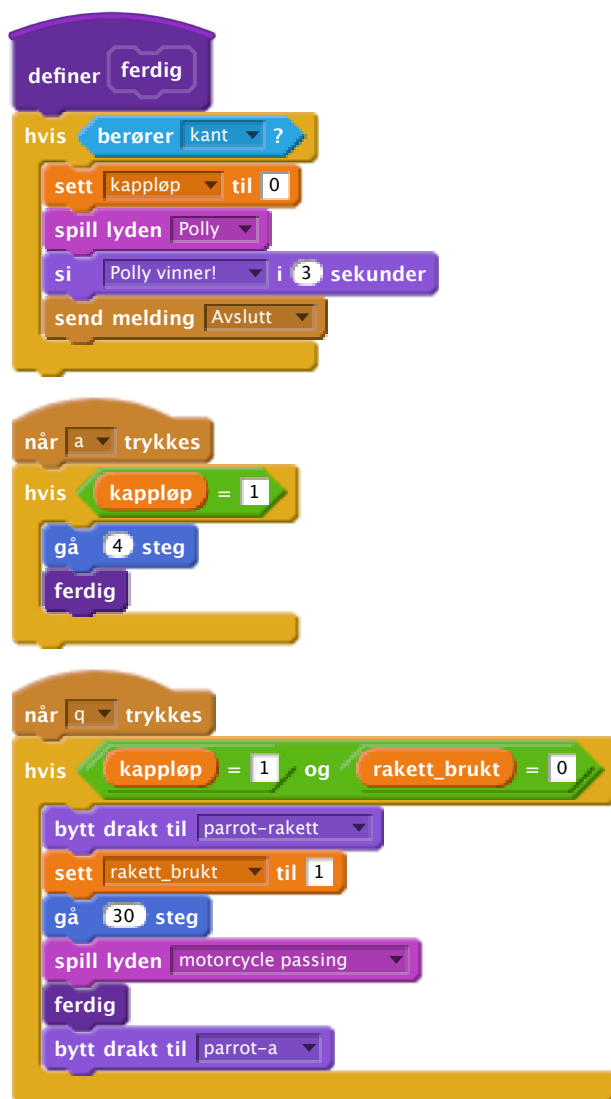 definer ferdig
hvis berører kant ?
sett kappløp til 0
spill lyden Polly
si Polly vinner! i 3 sekunder
send melding Avslutt
når a trykkes
hvis kappløp = 1
gå 4 steg
ferdig
når q trykkes
hvis kappløp = 1 og rakett_brukt = 0
bytt drakt til parrot-rakett
sett rakett_brukt til 1
gå 30 steg
spill lyden motorcycle passing
ferdig
bytt drakt til parrot-a